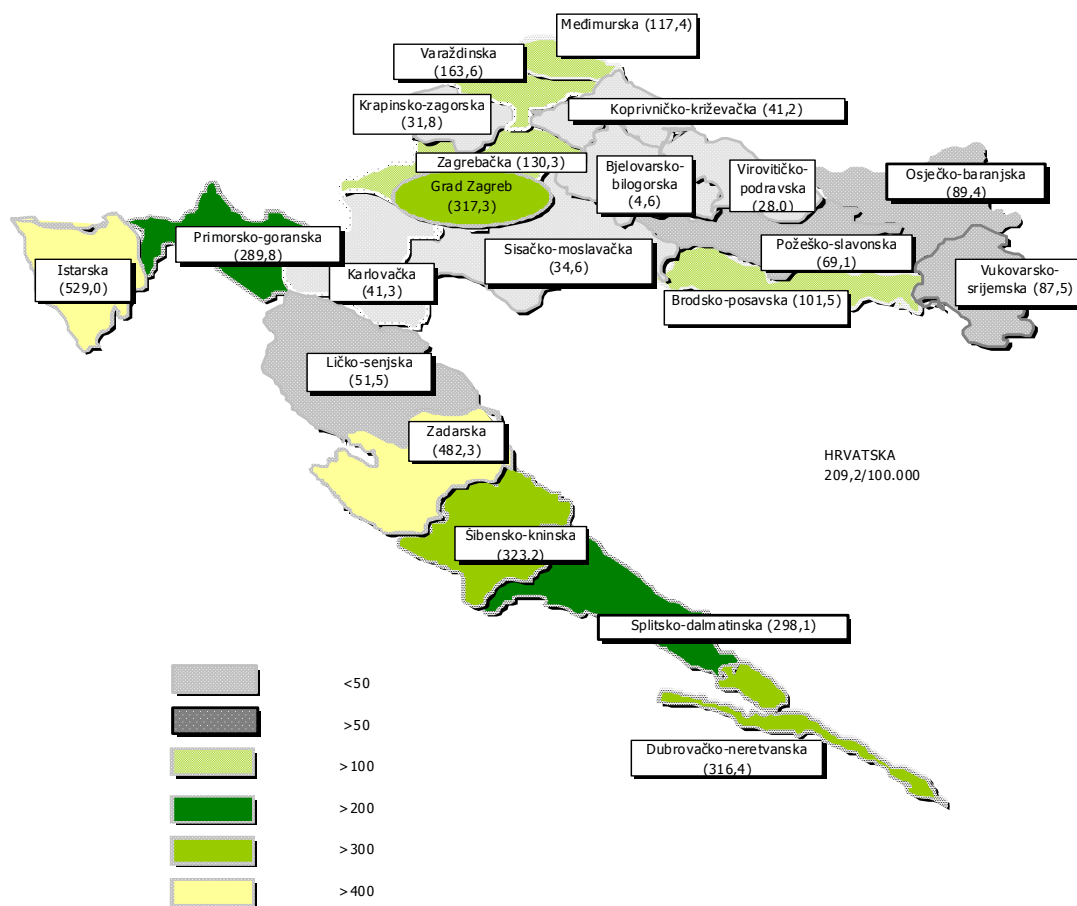 Međimurska (117,4)
Varaždinska
(163,6)
Krapinsko-zagorska
(31,8)
Koprivničko-križevačka (41,2)
Zagrebačka (130,3)
Bjelovarsko-
bilogorska
(4,6)
Virovitičko-
podravska
(28.0)
Osječko-baranjska
(89,4)
Grad Zagreb
(317,3)
Primorsko-goranska
(289,8)
Istarska
(529,0)
Karlovačka
(41,3)
Sisačko-moslavačka
(34,6)
Požeško-slavonska
(69,1)
Vukovarsko-
srijemska (87,5)
Brodsko-posavska (101,5)
Ličko-senjska
(51,5)
Zadarska
(482,3)
HRVATSKA
209,2/100.000
Šibensko-kninska
(323,2)
Splitsko-dalmatinska (298,1)
Dubrovačko-neretvanska
(316,4)
<50
>50
>100
>200
>300
>400